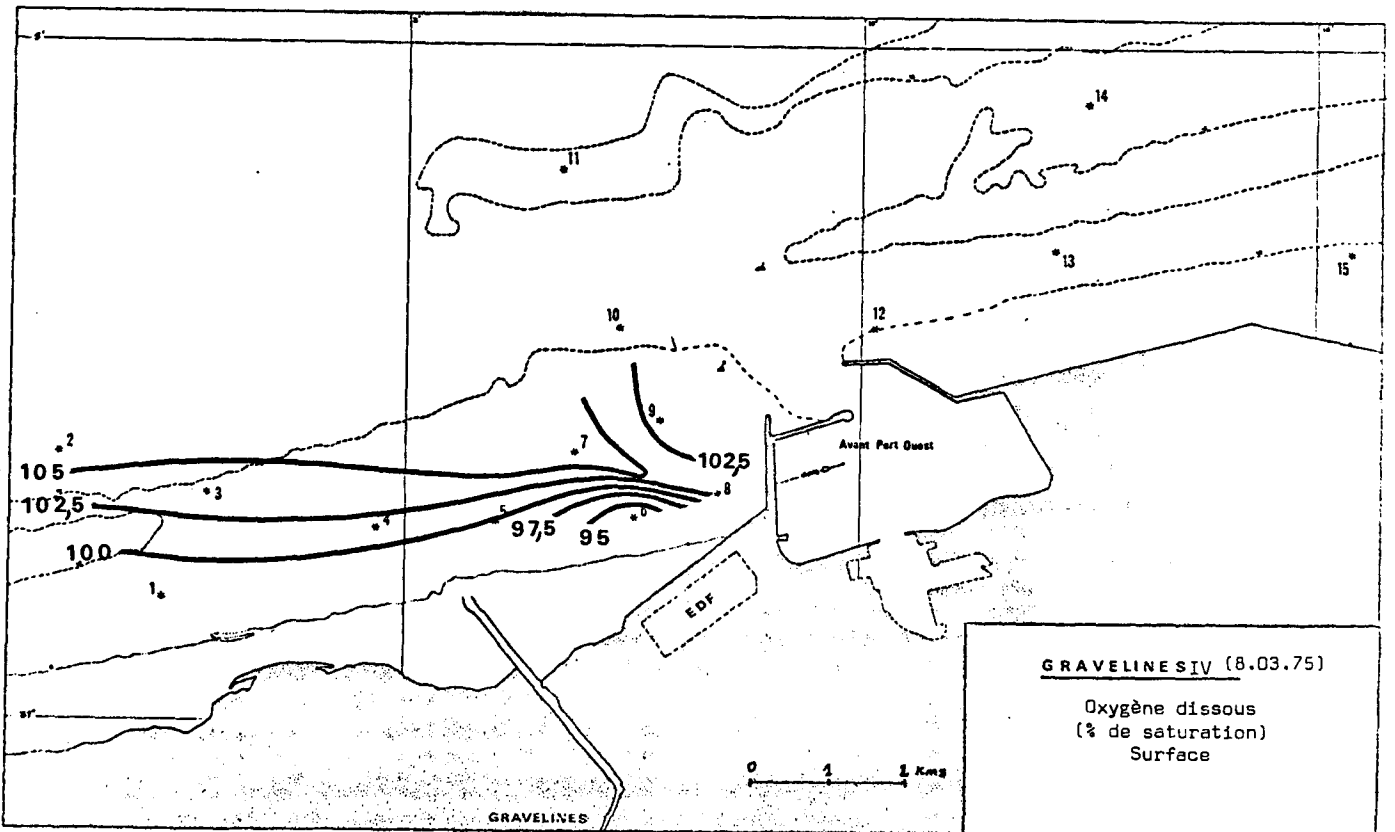 14
11
13
15
12
10
9
2
7
Avant Port Ouest
105
102,5
3
8
102,5
4
5
6
97,5
95
100
1
EDF
GRAVELINES IV (8.03.75)
Oxygène dissous
(% de saturation)
Surface
0 1 2 Kms
GRAVELINES